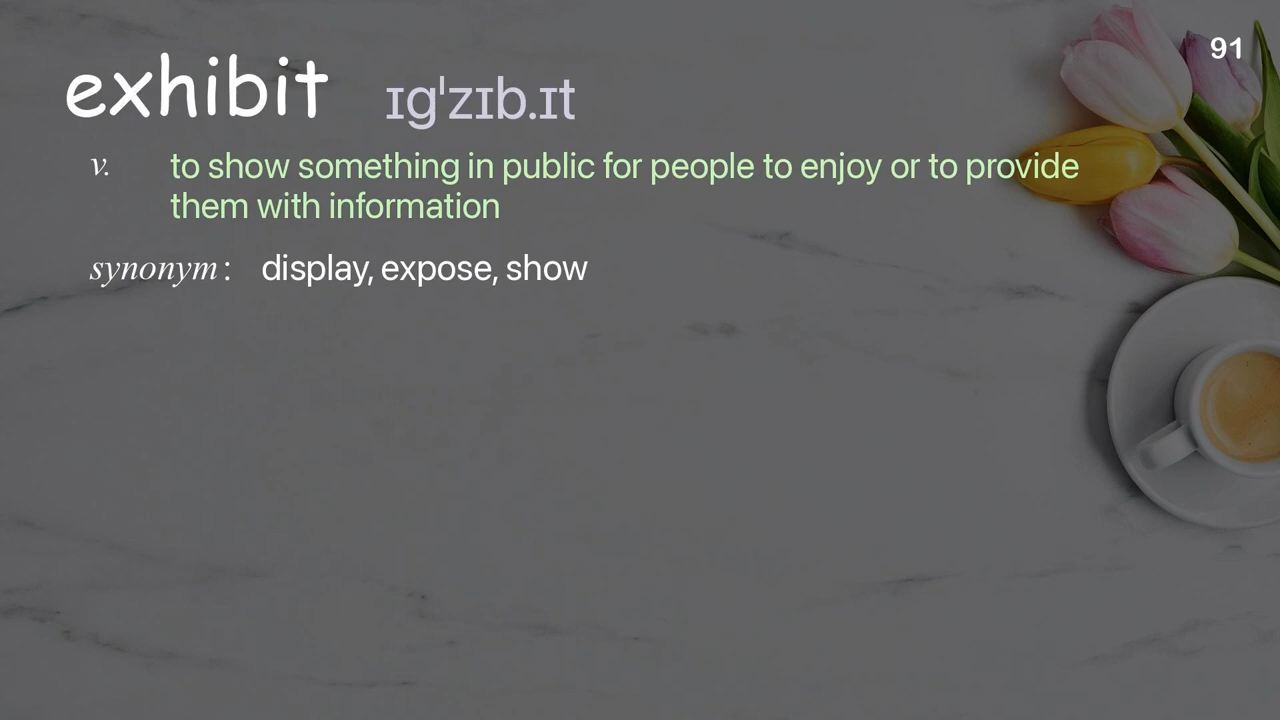 91
exhibit ɪɡˈzɪb.ɪt
v. to show something in public for people to enjoy or to provide
them with information
synonym: display, expose, show